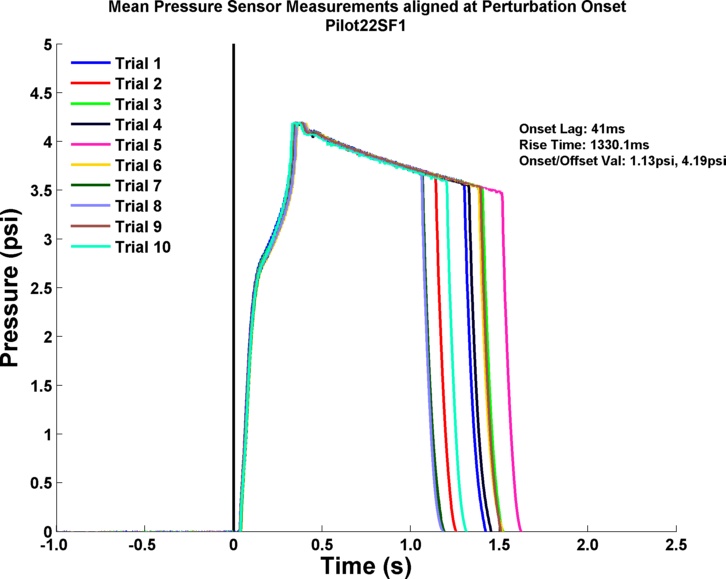 Mean Pressure Sensor Measurements aligned at Perturbation Onset
Pilot22SF1
5
4.5
4
3.5
3
2.5
2
1.5
1
0.5
0
Pressure (psi)
Trial 1
Trial 2
Trial 3
Trial 4
Trial 5
Trial 6
Trial 7
Trial 8
Trial 9
Trial 10
Onset Lag: 41ms
Rise Time: 1330.1ms
Onset/Offset Val: 1.13psi, 4.19psi
-1.0 -0.5 0 0.5 1.0 1.5 2.0 2.5
Time (s)